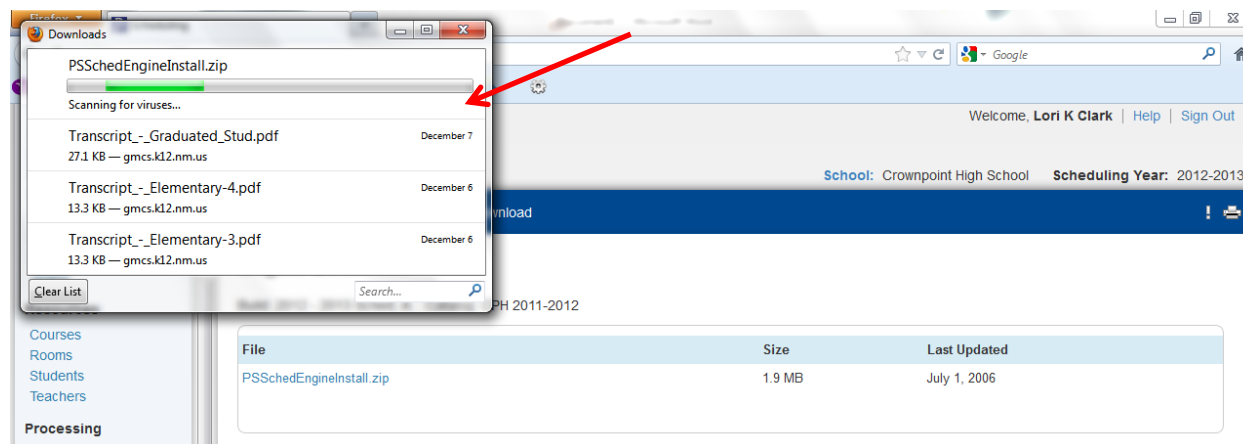 Firefox
Downloads
PSSchedEngineInstall.zip
Scanning for viruses...
Transcript_-_Graduated_Stud.pdf December 7
27.1 KB — gmcs.k12.nm.us
Transcript_-_Elementary-4.pdf December 6
13.3 KB — gmcs.k12.nm.us
Transcript_-_Elementary-3.pdf December 6
13.3 KB — gmcs.k12.nm.us
Clear List Search...
Google
Welcome, Lori K Clark | Help | Sign Out
School: Crownpoint High School Scheduling Year: 2012-2013
wnload !
PH 2011-2012
File Size Last Updated
PSSchedEngineInstall.zip 1.9 MB July 1, 2006
Resources
Courses
Rooms
Students
Teachers
Processing